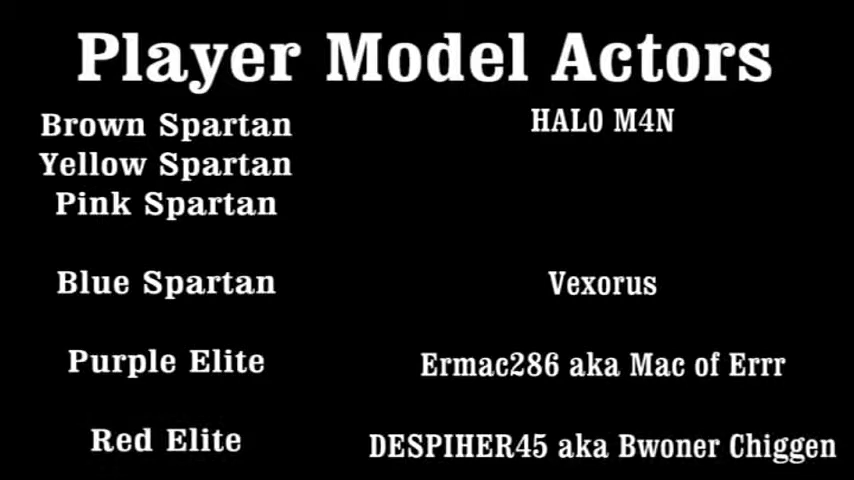 Player Model Actors
Brown Spartan HAL0 M4N
Yellow Spartan
Pink Spartan
Blue Spartan Vexorus
Purple Elite Ermac286 aka Mac of Errr
Red Elite DESPIHER45 aka Bwoner Chiggen